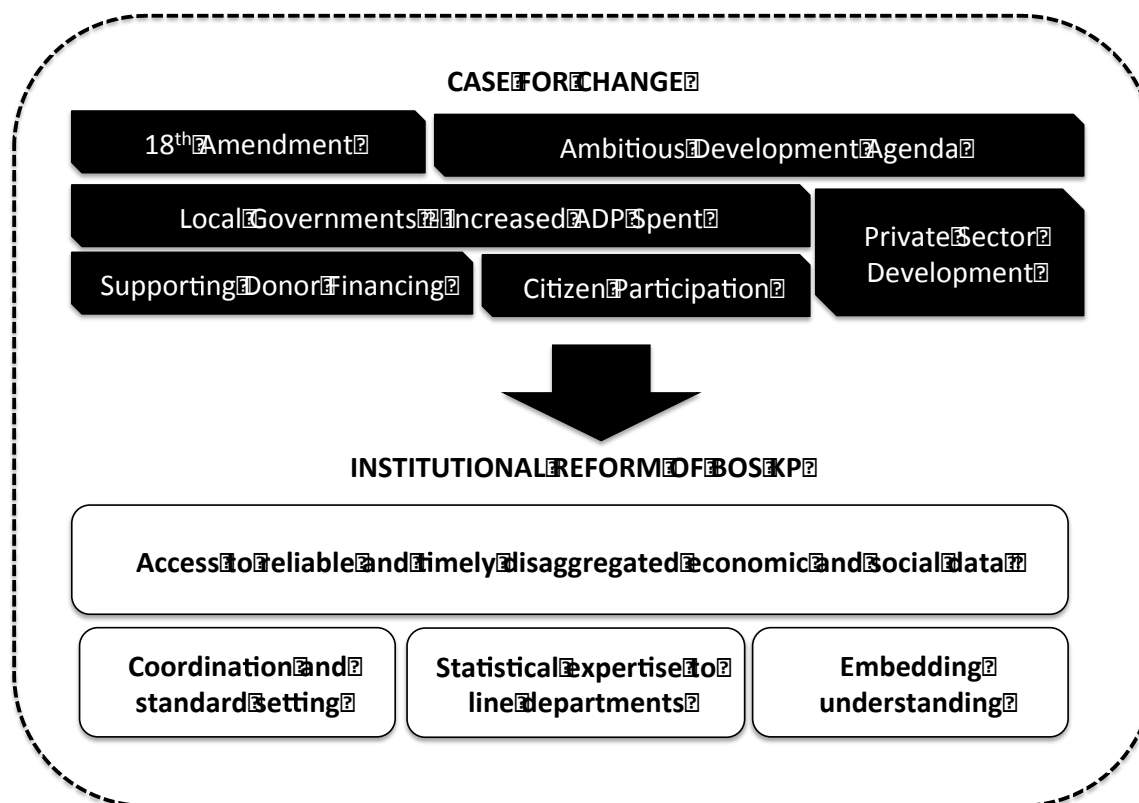 CASE FOR CHANGE
18th Amendment
Ambitious Development Agenda
Local Governments - Increased ADP Spent
Private Sector
Development
Supporting Donor Financing
Citizen Participation
INSTITUTIONAL REFORM OF BOS KP
Access to reliable and timely disaggregated economic and social data
Coordination and
standard setting
Statistical expertise to
line departments
Embedding
understanding